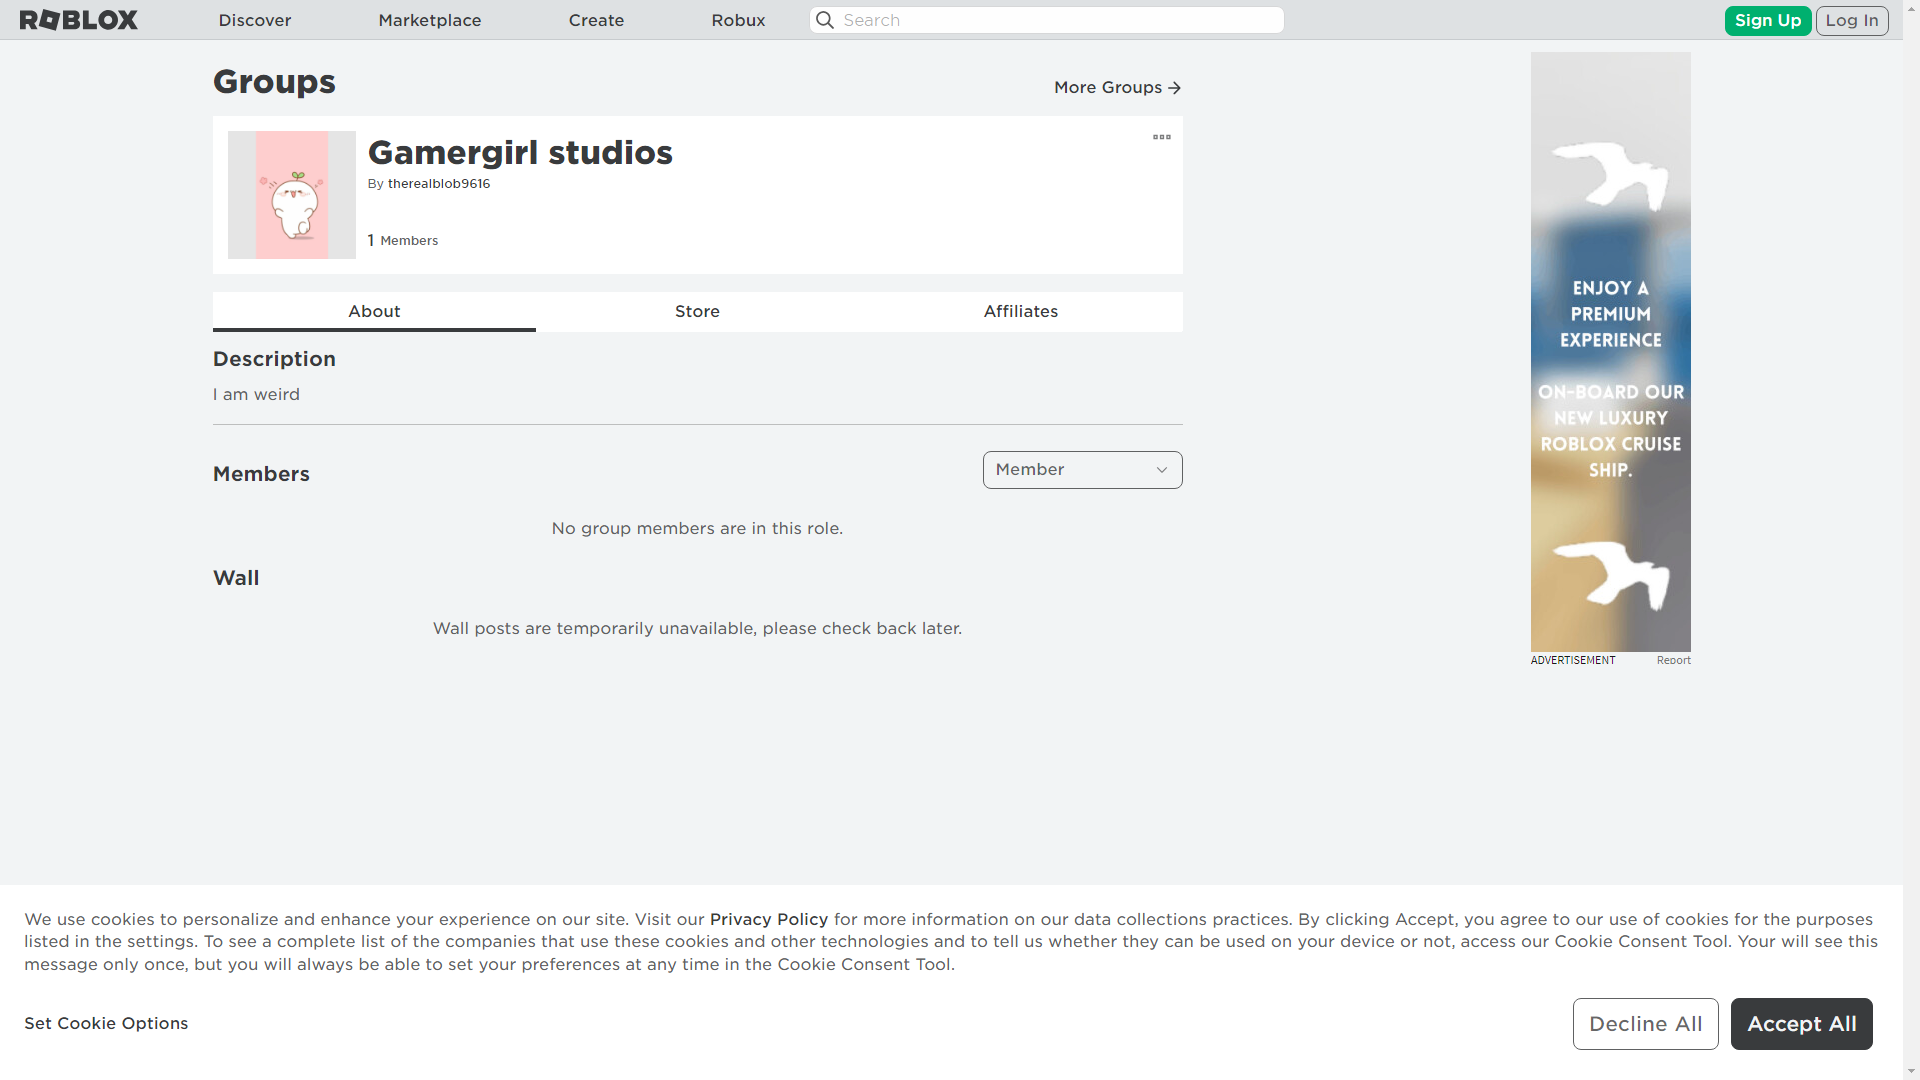 ROBLOX Discover Marketplace Create Robux Search Sign Up Log In
Groups
More Groups
Gamergirl studios
By therealblob9616
1 Members
About Store Affiliates
Description
I am weird
Members
Member
No group members are in this role.
Wall
Wall posts are temporarily unavailable, please check back later.
ENJOY A
PREMIUM
EXPERIENCE
ON-BOARD OUR
NEW LUXURY
ROBLOX CRUISE
SHIP.
ADVERTISEMENT Report
We use cookies to personalize and enhance your experience on our site. Visit our Privacy Policy for more information on our data collections practices. By clicking Accept, you agree to our use of cookies for the purposes
listed in the settings. To see a complete list of the companies that use these cookies and other technologies and to tell us whether they can be used on your device or not, access our Cookie Consent Tool. Your will see this
message only once, but you will always be able to set your preferences at any time in the Cookie Consent Tool.
Set Cookie Options
Decline All
Accept All